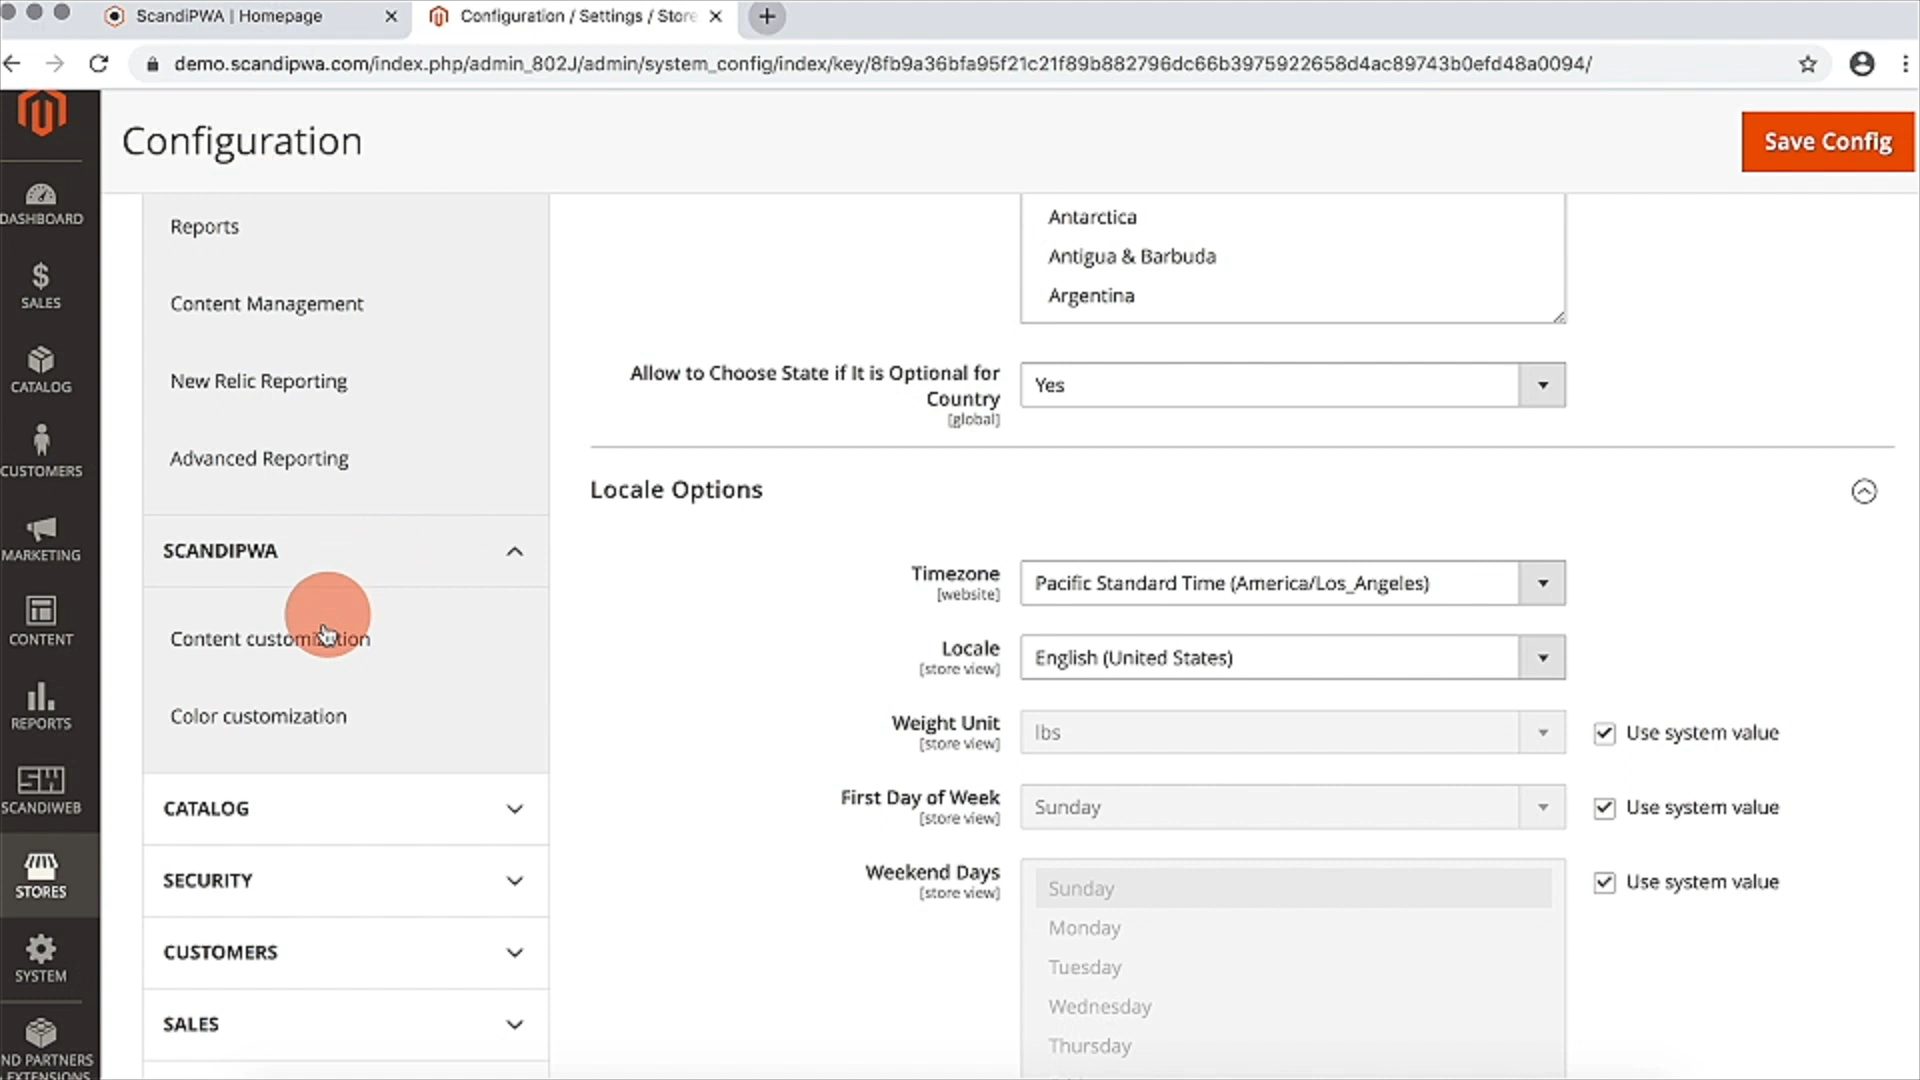 ScandiPWA | Homepage
Configuration / Settings / Store
demo.scandipwa.com/index.php/admin_802J/admin/system_config/index/key/8fb9a36bfa95f21c21f89b882796dc66b3975922658d4ac89743b0efd48a0094/
Configuration
Save Config
DASHBOARD
SALES
CATALOG
CUSTOMERS
MARKETING
CONTENT
REPORTS
SCANDIWEB
STORES
SYSTEM
ND PARTNERS
EXTENSIONS
Reports
Content Management
New Relic Reporting
Advanced Reporting
SCANDIPWA
Content customization
Color customization
CATALOG
SECURITY
CUSTOMERS
SALES
Antarctica
Antigua & Barbuda
Argentina
Allow to Choose State if It is Optional for
Country
[global]
Yes
Locale Options
Timezone
[website]
Pacific Standard Time (America/Los_Angeles)
Locale
[store view]
English (United States)
Weight Unit
[store view]
lbs
Use system value
First Day of Week
[store view]
Sunday
Use system value
Weekend Days
[store view]
Sunday
Monday
Tuesday
Wednesday
Thursday
Use system value